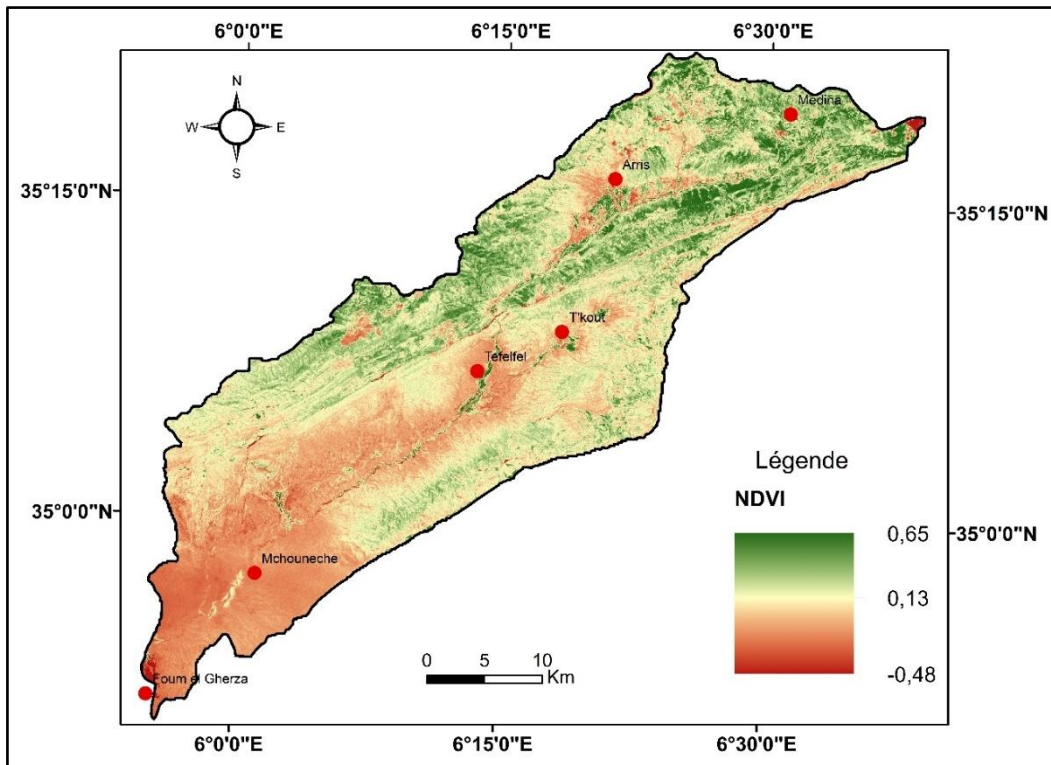 6°0'0"E 6°15'0"E 6°30'0"E
N
W E
S
Medina
Arris
35°15'0"N 35°15'0"N
T'kout
Tefelfel
Légende
NDVI
35°0'0"N 35°0'0"N
0,65
Mchouneche
0,13
0 5 10
Km
-0,48
Foum el Gherza
6°0'0"E 6°15'0"E 6°30'0"E